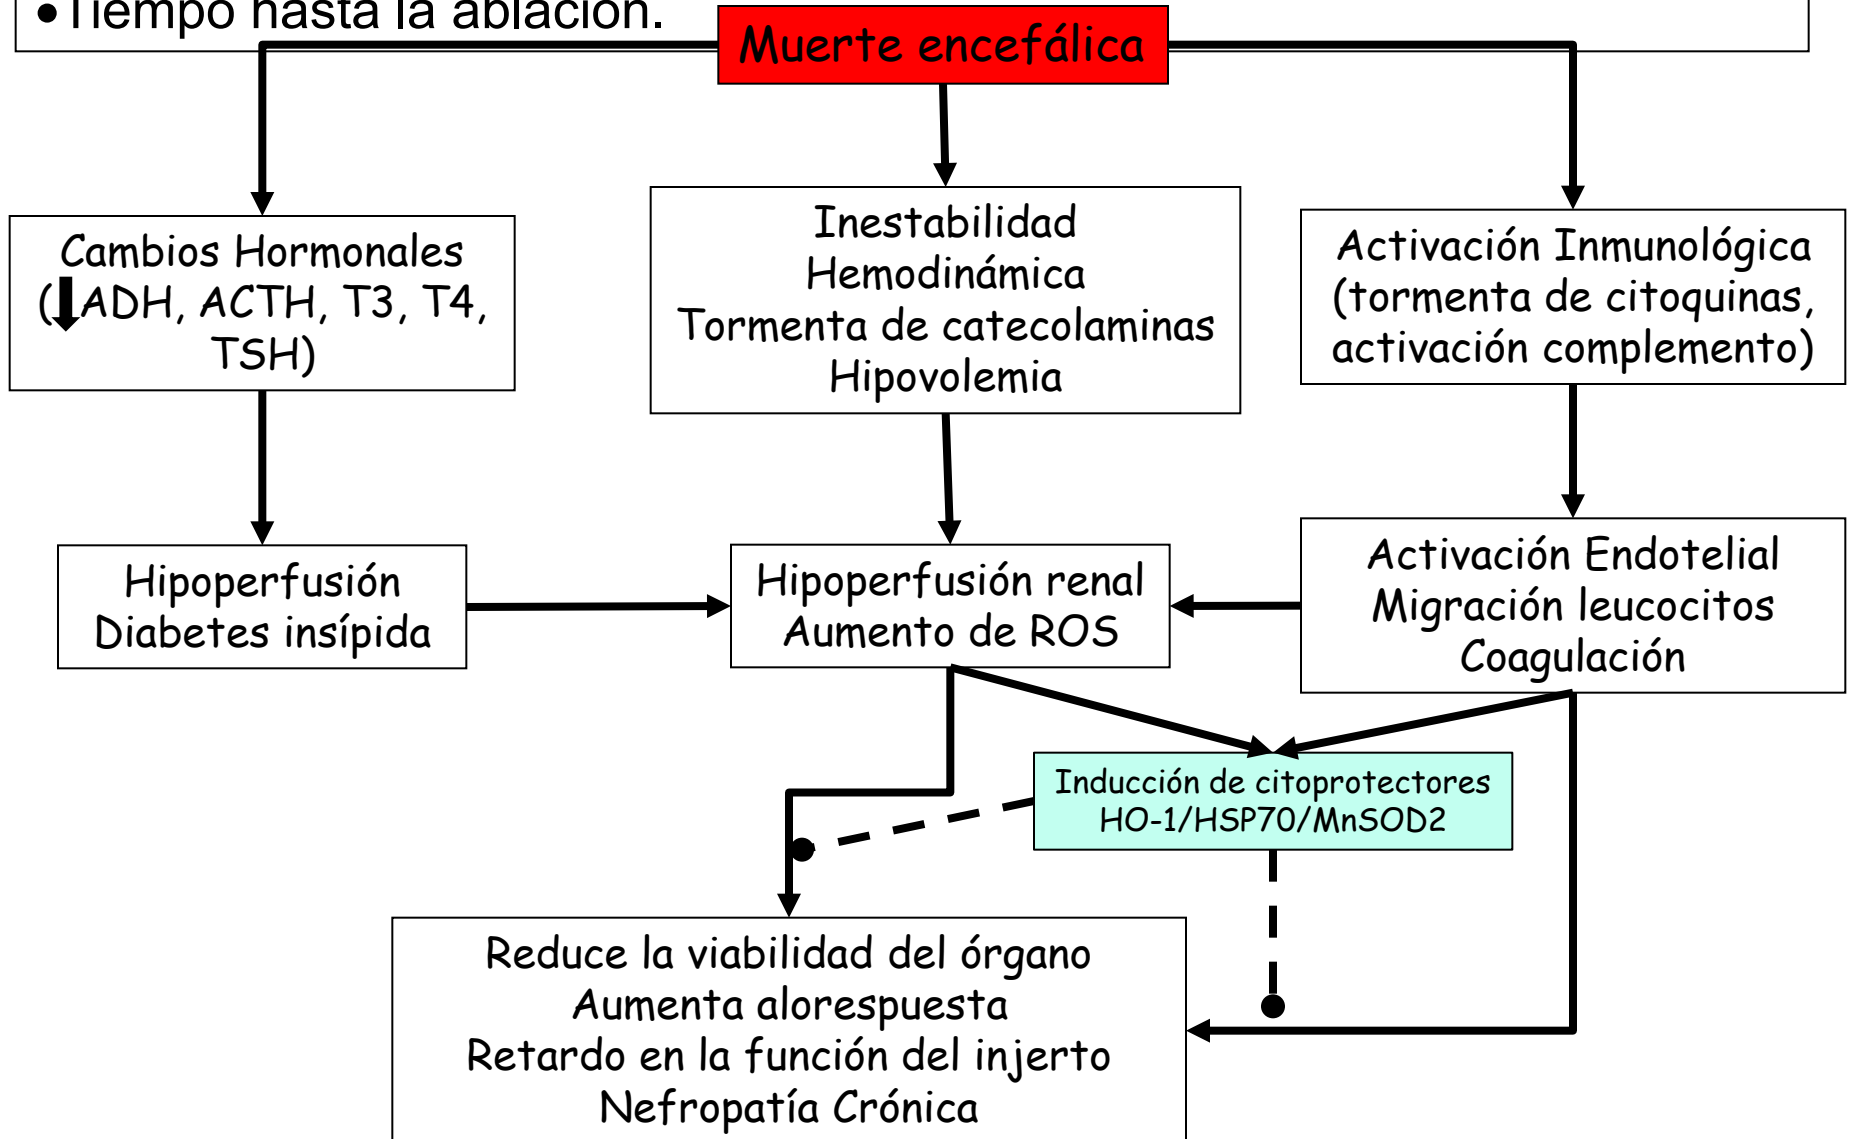 •Tiempo hasta la ablación.
Muerte encefálica
Cambios Hormonales
(⬇ADH, ACTH, T3, T4,
TSH)
Inestabilidad
Hemodinámica
Tormenta de catecolaminas
Hipovolemia
Activación Inmunológica
(tormenta de citoquinas,
activación complemento)
Hipoperfusión
Diabetes insípida
Hipoperfusión renal
Aumento de ROS
Activación Endotelial
Migración leucocitos
Coagulación
Inducción de citoprotectores
HO-1/HSP70/MnSOD2
Reduce la viabilidad del órgano
Aumenta alorespuesta
Retardo en la función del injerto
Nefropatía Crónica